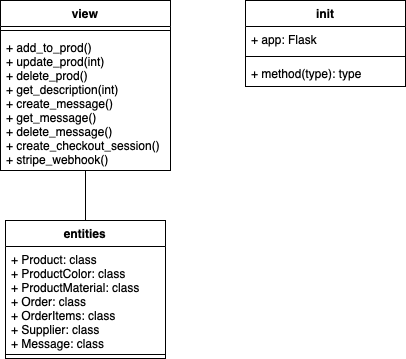 view
+ add_to_prod()
+ update_prod(int)
+ delete_prod()
+ get_description(int)
+ create_message()
+ get_message()
+ delete_message()
+ create_checkout_session()
+ stripe_webhook()
init
+ app: Flask
+ method(type): type
entities
+ Product: class
+ ProductColor: class
+ ProductMaterial: class
+ Order: class
+ OrderItems: class
+ Supplier: class
+ Message: class